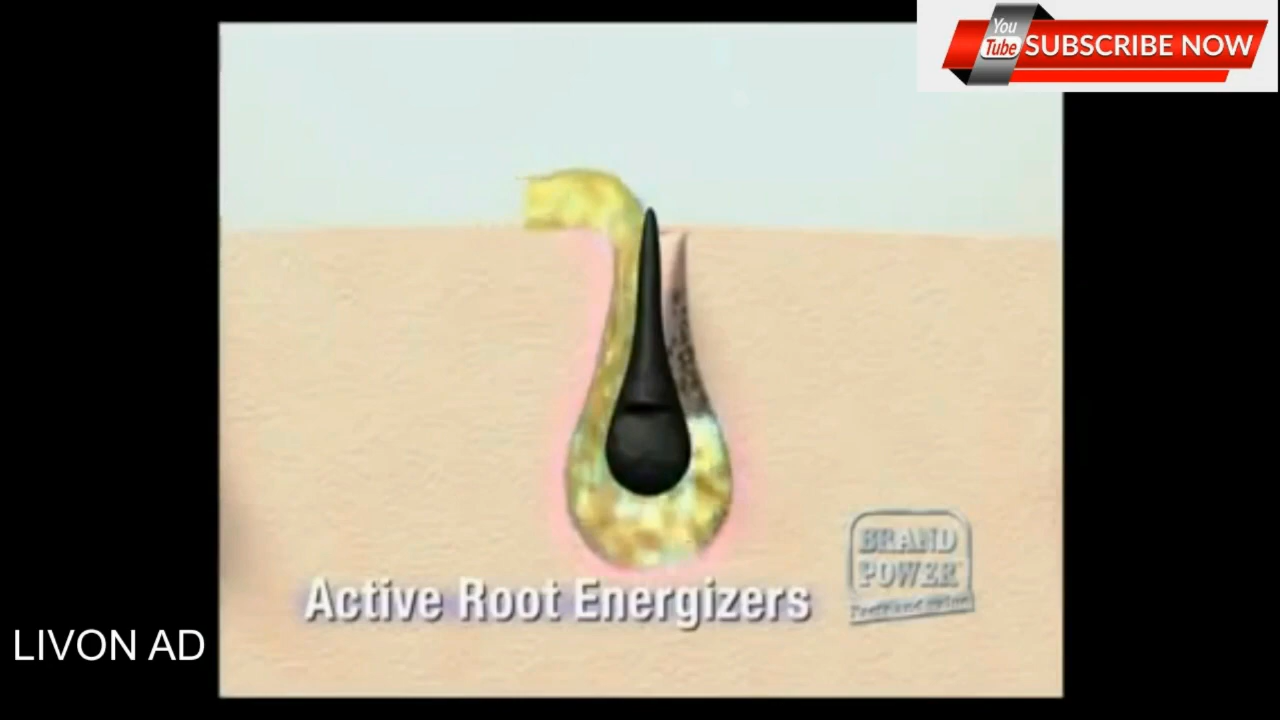 You
Tube
SUBSCRIBE NOW
BRAND
POWER
Active Root Energizers
LIVON AD